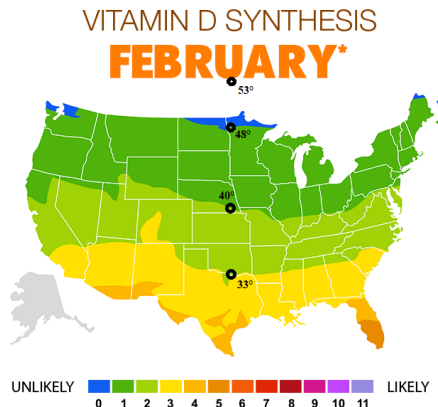 VITAMIN D SYNTHESIS
FEBRUARY*
53°
48°
40°
33°
UNLIKELY LIKELY
0 1 2 3 4 5 6 7 8 9 10 11